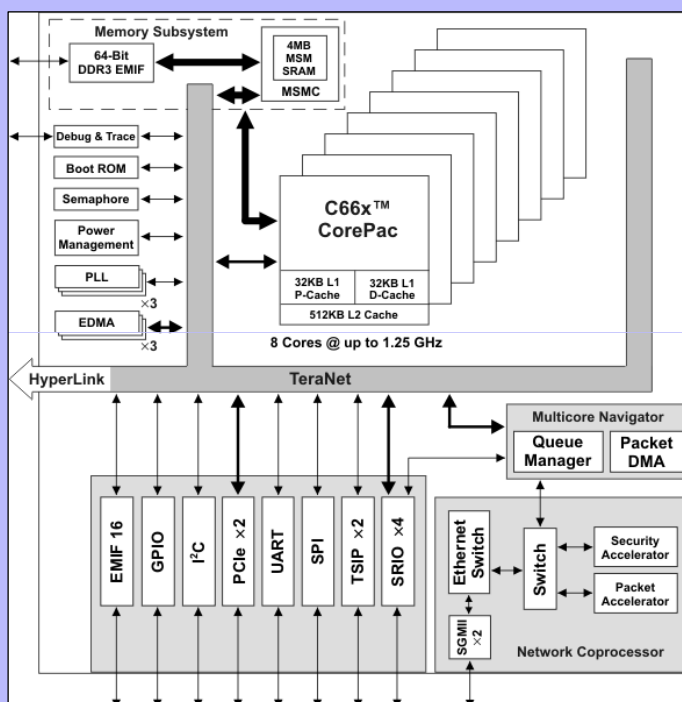 Memory Subsystem
64-Bit
DDR3 EMIF
4MB
MSM
SRAM
MSMC
Debug & Trace
Boot ROM
Semaphore
Power
Management
PLL
×3
EDMA
×3
C66x™
CorePac
32KB L1
P-Cache
32KB L1
D-Cache
512KB L2 Cache
8 Cores @ up to 1.25 GHz
HyperLink
TeraNet
Multicore Navigator
Queue
Manager
Packet
DMA
EMIF 16
GPIO
I²C
PCIe ×2
UART
SPI
TSIP ×2
SRIO ×4
Ethernet
Switch
SGMII
×2
Switch
Security
Accelerator
Packet
Accelerator
Network Coprocessor